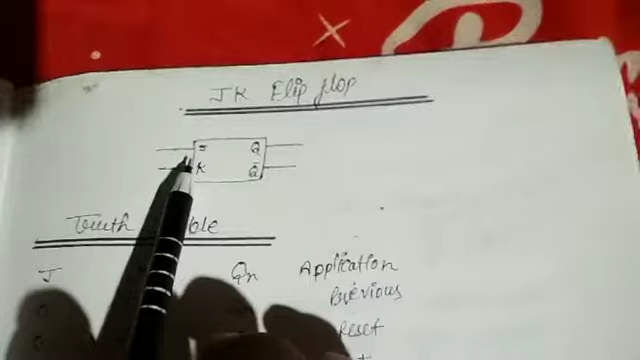 JK Flip flop
J Q
K Q̅
Truth ble
J Qn Application
Previous
reset